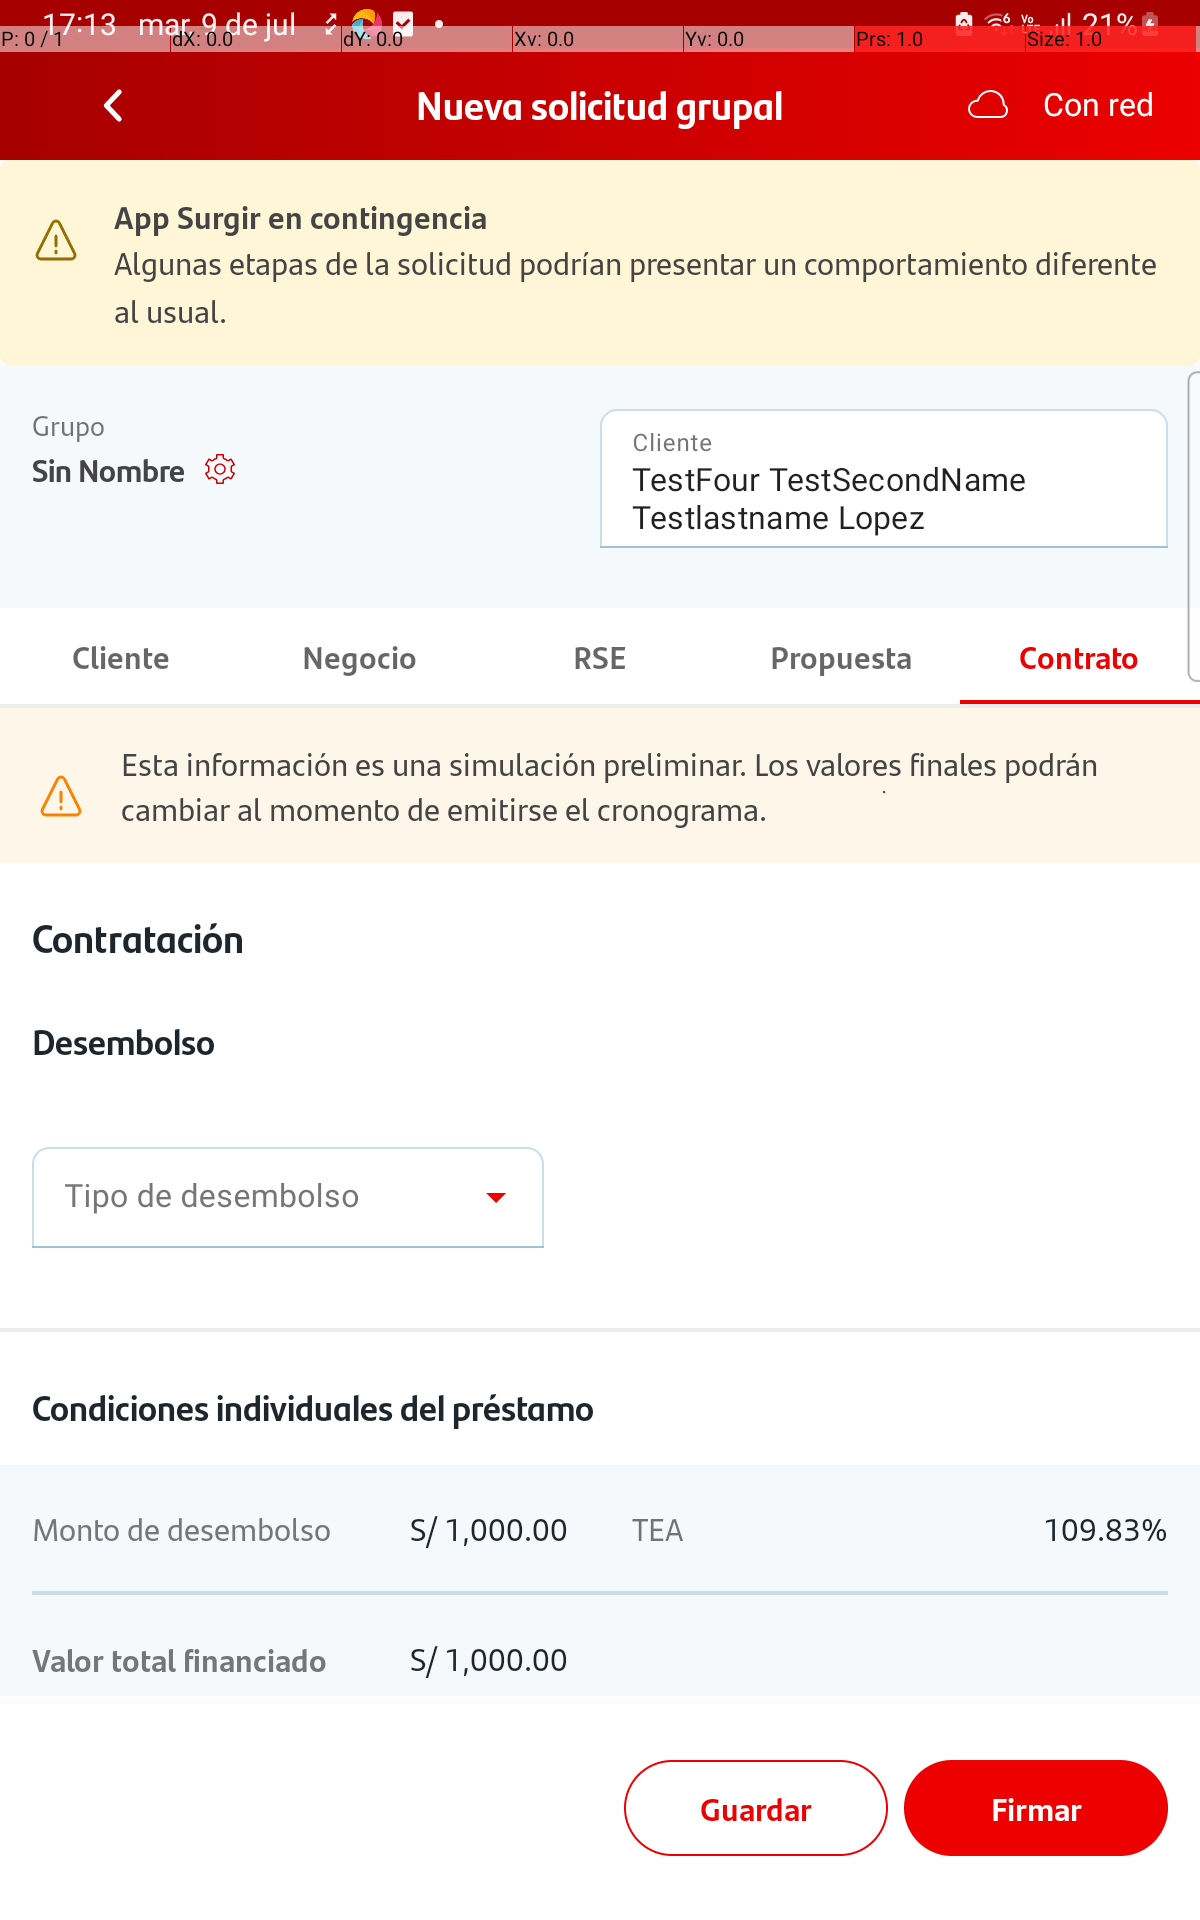 17:13 mar, 9 de jul 21%
P: 0 / 1 dX: 0.0 dY: 0.0 Xv: 0.0 Yv: 0.0 Prs: 1.0 Size: 1.0
Nueva solicitud grupal Con red
App Surgir en contingencia
Algunas etapas de la solicitud podrían presentar un comportamiento diferente
al usual.
Grupo
Sin Nombre
Cliente
TestFour TestSecondName
Testlastname Lopez
Cliente Negocio RSE Propuesta Contrato
Esta información es una simulación preliminar. Los valores finales podrán
cambiar al momento de emitirse el cronograma.
Contratación
Desembolso
Tipo de desembolso
Condiciones individuales del préstamo
Monto de desembolso S/ 1,000.00 TEA 109.83%
Valor total financiado S/ 1,000.00
Guardar Firmar